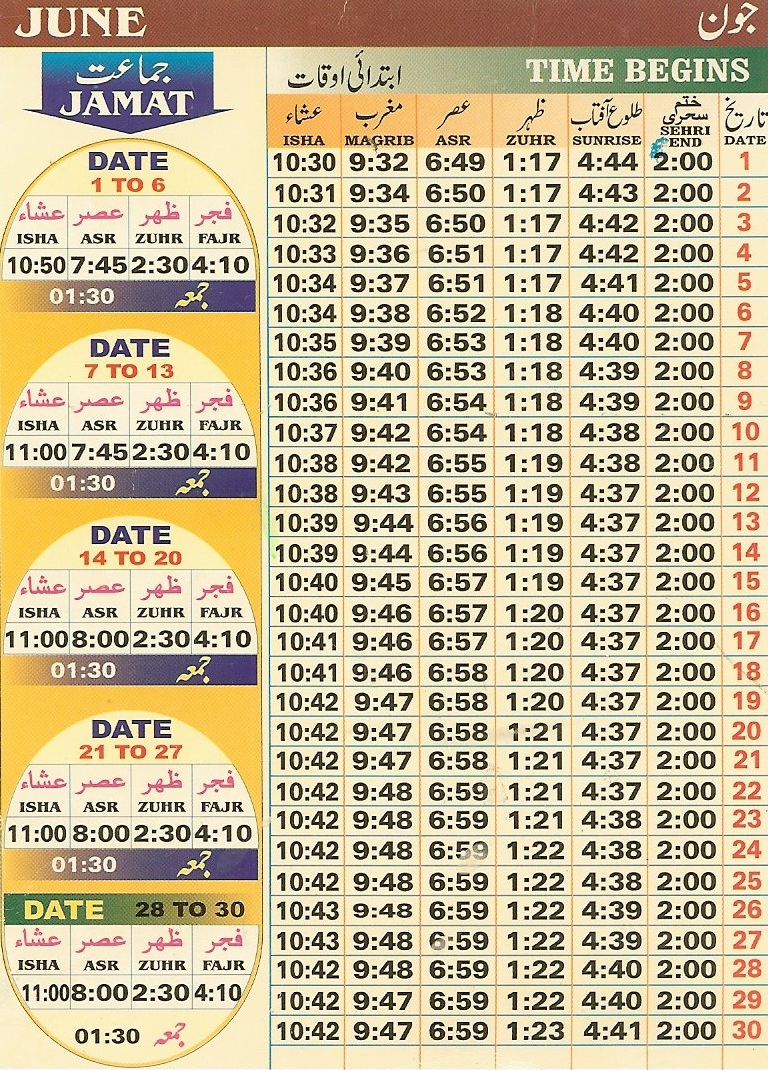 JUNE جون
جماعت
JAMAT
ابتدائی اوقات TIME BEGINS
عشاء مغرب عصر ظہر طلوع آفتاب ختم سحری تاریخ
ISHA MAGRIB ASR ZUHR SUNRISE SEHRI END DATE
10:30 9:32 6:49 1:17 4:44 2:00 1
10:31 9:34 6:50 1:17 4:43 2:00 2
10:32 9:35 6:50 1:17 4:42 2:00 3
10:33 9:36 6:51 1:17 4:42 2:00 4
10:34 9:37 6:51 1:17 4:41 2:00 5
10:34 9:38 6:52 1:18 4:40 2:00 6
10:35 9:39 6:53 1:18 4:40 2:00 7
10:36 9:40 6:53 1:18 4:39 2:00 8
10:36 9:41 6:54 1:18 4:39 2:00 9
10:37 9:42 6:54 1:18 4:38 2:00 10
10:38 9:42 6:55 1:19 4:38 2:00 11
10:38 9:43 6:55 1:19 4:37 2:00 12
10:39 9:44 6:56 1:19 4:37 2:00 13
10:39 9:44 6:56 1:19 4:37 2:00 14
10:40 9:45 6:57 1:19 4:37 2:00 15
10:40 9:46 6:57 1:20 4:37 2:00 16
10:41 9:46 6:57 1:20 4:37 2:00 17
10:41 9:46 6:58 1:20 4:37 2:00 18
10:42 9:47 6:58 1:20 4:37 2:00 19
10:42 9:47 6:58 1:21 4:37 2:00 20
10:42 9:47 6:58 1:21 4:37 2:00 21
10:42 9:48 6:59 1:21 4:37 2:00 22
10:42 9:48 6:59 1:21 4:38 2:00 23
10:42 9:48 6:59 1:22 4:38 2:00 24
10:42 9:48 6:59 1:22 4:38 2:00 25
10:43 9:48 6:59 1:22 4:39 2:00 26
10:43 9:48 6:59 1:22 4:39 2:00 27
10:42 9:48 6:59 1:22 4:40 2:00 28
10:42 9:47 6:59 1:22 4:40 2:00 29
10:42 9:47 6:59 1:23 4:41 2:00 30
DATE
1 TO 6
عشاء عصر ظهر فجر
ISHA ASR ZUHR FAJR
10:50 7:45 2:30 4:10
01:30 جمعہ
DATE
7 TO 13
عشاء عصر ظهر فجر
ISHA ASR ZUHR FAJR
11:00 7:45 2:30 4:10
01:30 جمعہ
DATE
14 TO 20
عشاء عصر ظهر فجر
ISHA ASR ZUHR FAJR
11:00 8:00 2:30 4:10
01:30 جمعہ
DATE
21 TO 27
عشاء عصر ظهر فجر
ISHA ASR ZUHR FAJR
11:00 8:00 2:30 4:10
01:30 جمعہ
DATE 28 TO 30
عشاء عصر ظهر فجر
ISHA ASR ZUHR FAJR
11:00 8:00 2:30 4:10
01:30 جمعہ